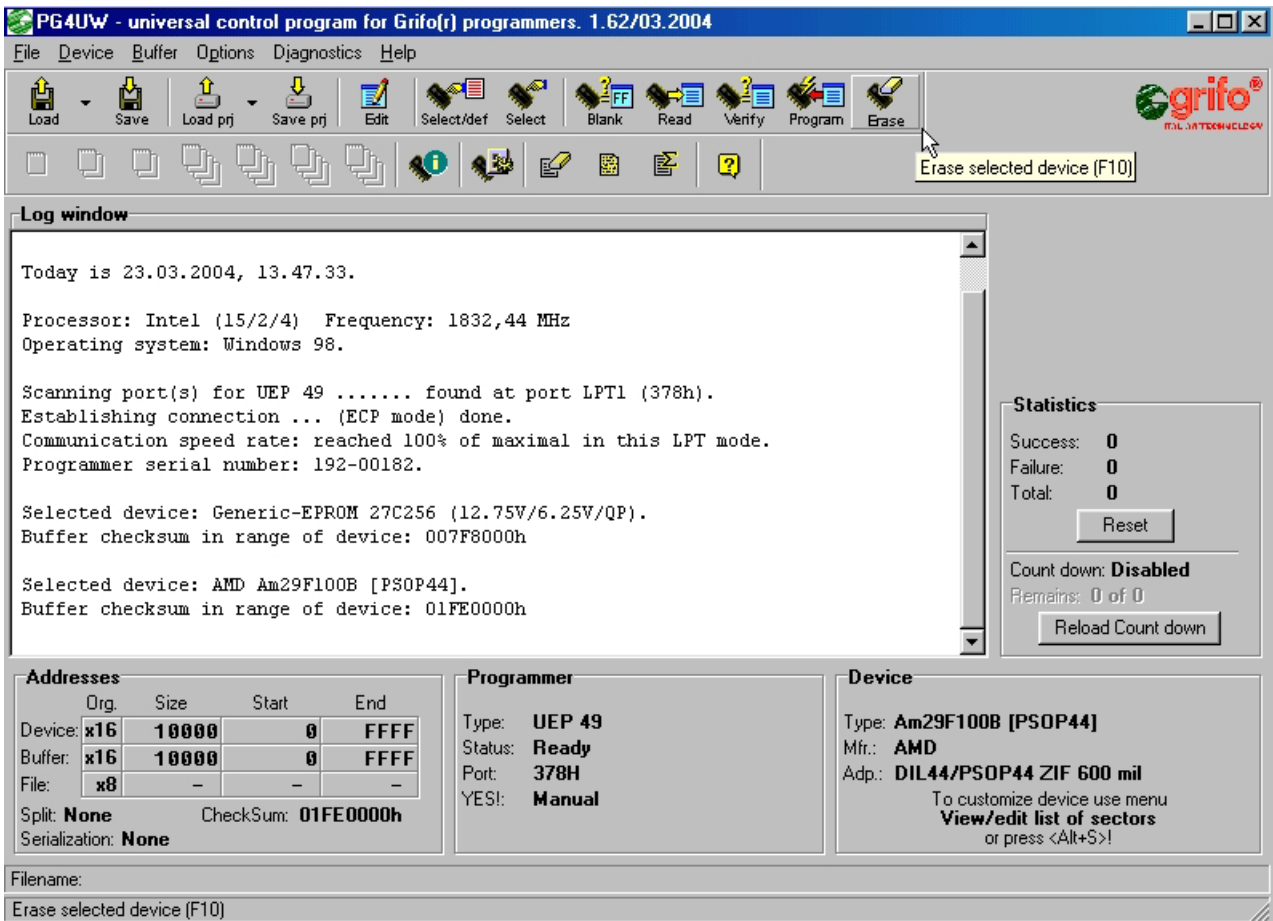 PG4UW - universal control program for Grifo(r) programmers. 1.62/03.2004
File Device Buffer Options Diagnostics Help
Load Save Load prj Save prj Edit Select/def Select Blank Read Verify Program Erase
grifo®
ITALIAN TECHNOLOGY
Erase selected device (F10)
Log window
Today is 23.03.2004, 13.47.33.
Processor: Intel (15/2/4) Frequency: 1832,44 MHz
Operating system: Windows 98.
Scanning port(s) for UEP 49 ....... found at port LPT1 (378h).
Establishing connection ... (ECP mode) done.
Communication speed rate: reached 100% of maximal in this LPT mode.
Programmer serial number: 192-00182.
Selected device: Generic-EPROM 27C256 (12.75V/6.25V/QP).
Buffer checksum in range of device: 007F8000h
Selected device: AMD Am29F100B [PSOP44].
Buffer checksum in range of device: 01FE0000h
Statistics
Success: 0
Failure: 0
Total: 0
Reset
Count down: Disabled
Remains: 0 of 0
Reload Count down
Addresses
Org. Size Start End
Device: x16 10000 0 FFFF
Buffer: x16 10000 0 FFFF
File: x8 - - -
Split: None CheckSum: 01FE0000h
Serialization: None
Programmer
Type: UEP 49
Status: Ready
Port: 378H
YES!: Manual
Device
Type: Am29F100B [PSOP44]
Mfr.: AMD
Adp.: DIL44/PSOP44 ZIF 600 mil
To customize device use menu
View/edit list of sectors
or press <Alt+S>!
Filename:
Erase selected device (F10)